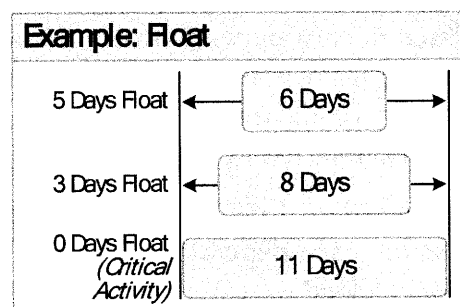 Example: Float
5 Days Float
6 Days
3 Days Float
8 Days
0 Days Float
(Critical
Activity)
11 Days